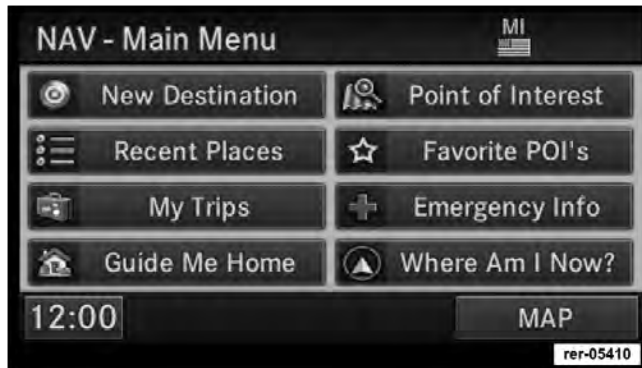 NAV - Main Menu
MI
New Destination
Point of Interest
Recent Places
Favorite POI's
My Trips
Emergency Info
Guide Me Home
Where Am I Now?
12:00
MAP
rer-05410